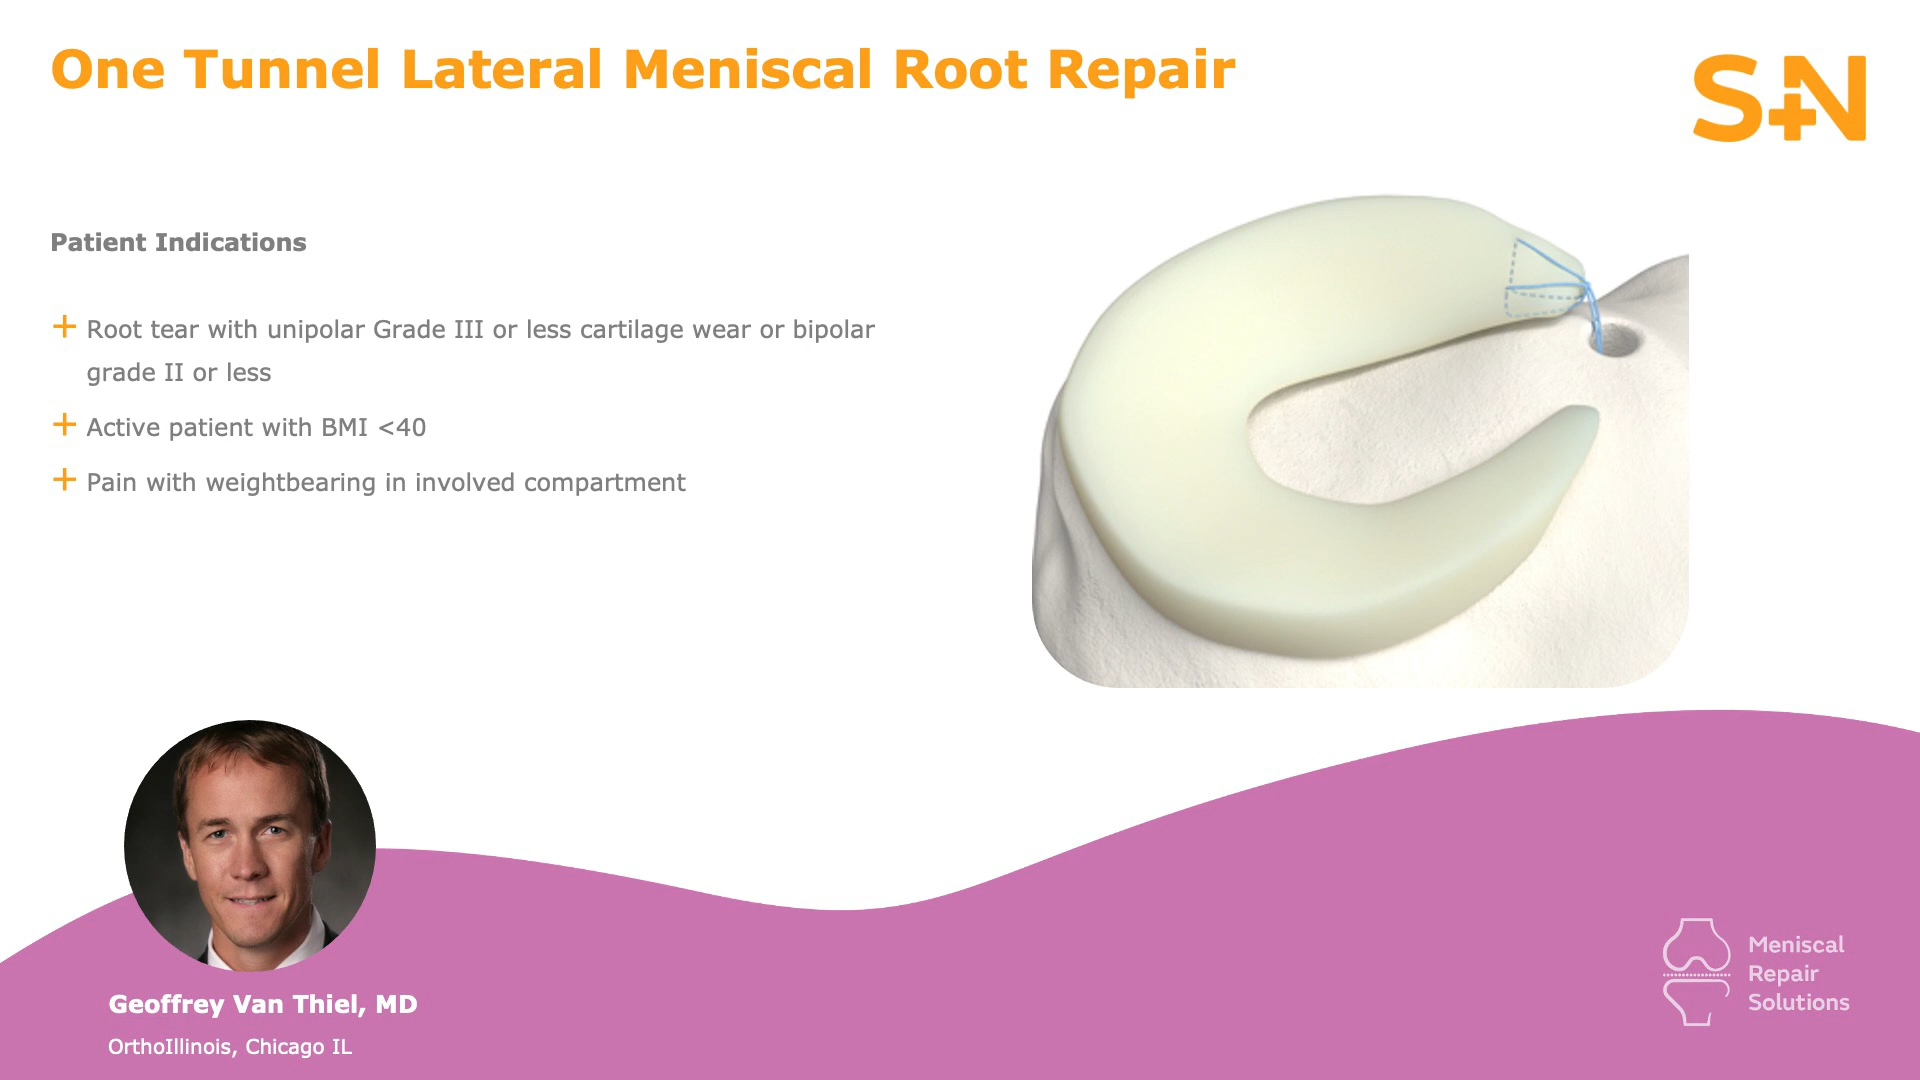 One Tunnel Lateral Meniscal Root Repair
S+N
Patient Indications
+ Root tear with unipolar Grade III or less cartilage wear or bipolar
grade II or less
+ Active patient with BMI <40
+ Pain with weightbearing in involved compartment
Geoffrey Van Thiel, MD
OrthoIllinois, Chicago IL
Meniscal
Repair
Solutions